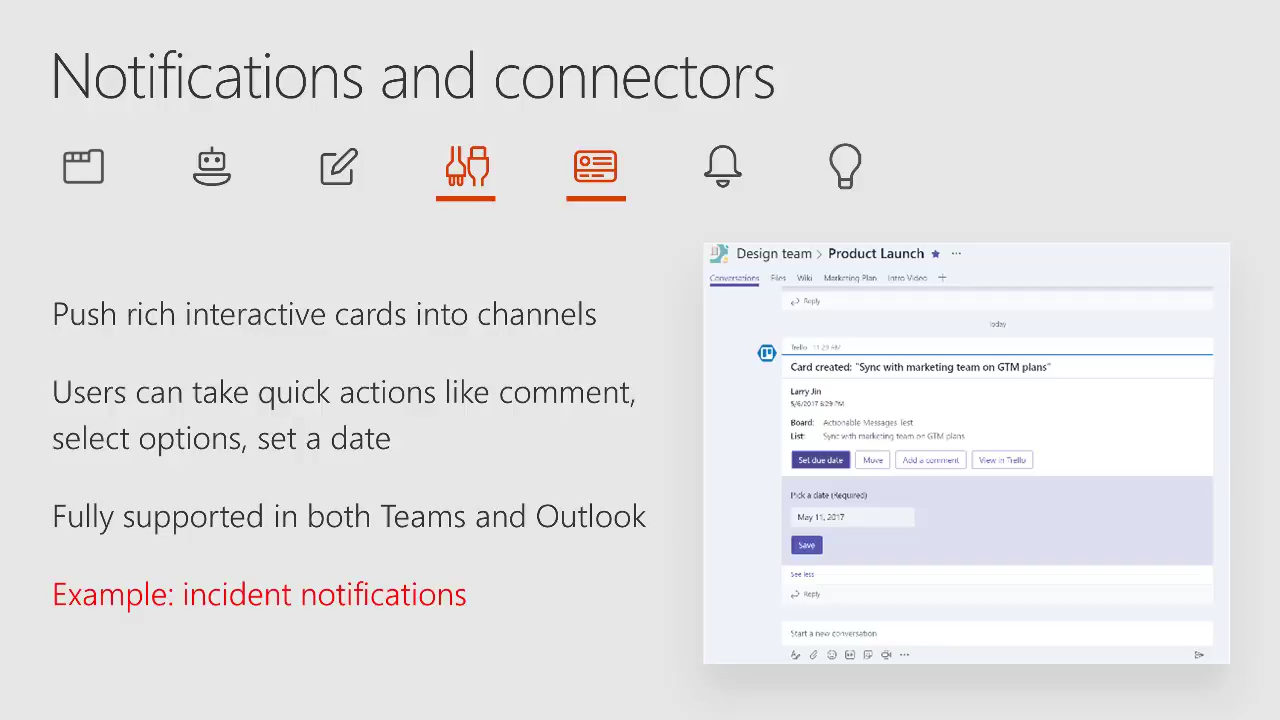 Notifications and connectors
Push rich interactive cards into channels
Users can take quick actions like comment,
select options, set a date
Fully supported in both Teams and Outlook
Example: incident notifications
Design team > Product Launch ★ ···
Conversations Files Wiki Marketing Plan Intro Video +
Reply
Today
Trello 11:29 AM
Card created: "Sync with marketing team on GTM plans"
Larry Jin
5/6/2017 6:29 PM
Board: Actionable Messages Test
List: Sync with marketing team on GTM plans
Set due date Move Add a comment View in Trello
Pick a date (Required)
May 11, 2017
Save
See less
Reply
Start a new conversation